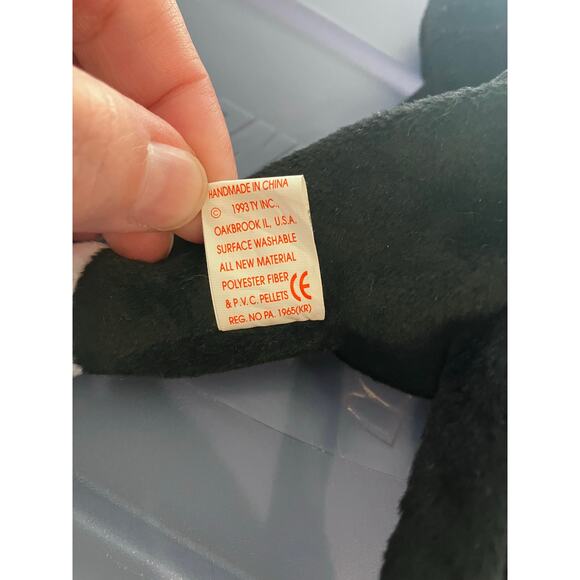 HANDMADE IN CHINA
© 1993 TY INC.,
OAKBROOK IL, U.S.A.
SURFACE WASHABLE
ALL NEW MATERIAL
POLYESTER FIBER
& P.V.C. PELLETS CE
REG. NO PA. 1965(KR)